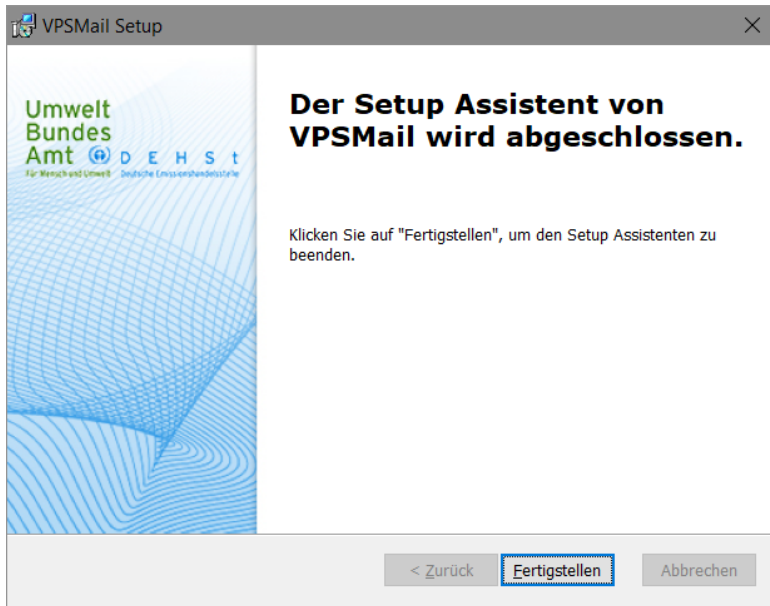 VPSMail Setup
Umwelt
Bundes
Amt
DEHSt
Für Mensch und Umwelt
Deutsche Emissionshandelsstelle
Der Setup Assistent von
VPSMail wird abgeschlossen.
Klicken Sie auf "Fertigstellen", um den Setup Assistenten zu
beenden.
< Zurück
Fertigstellen
Abbrechen